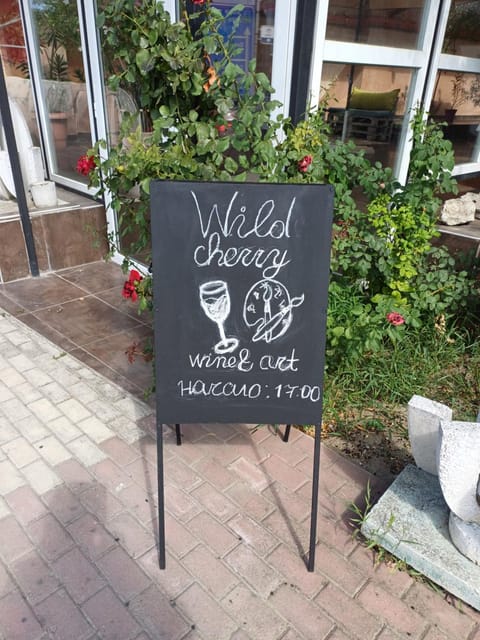 Wild
cherry
wine & art
начало: 17.00